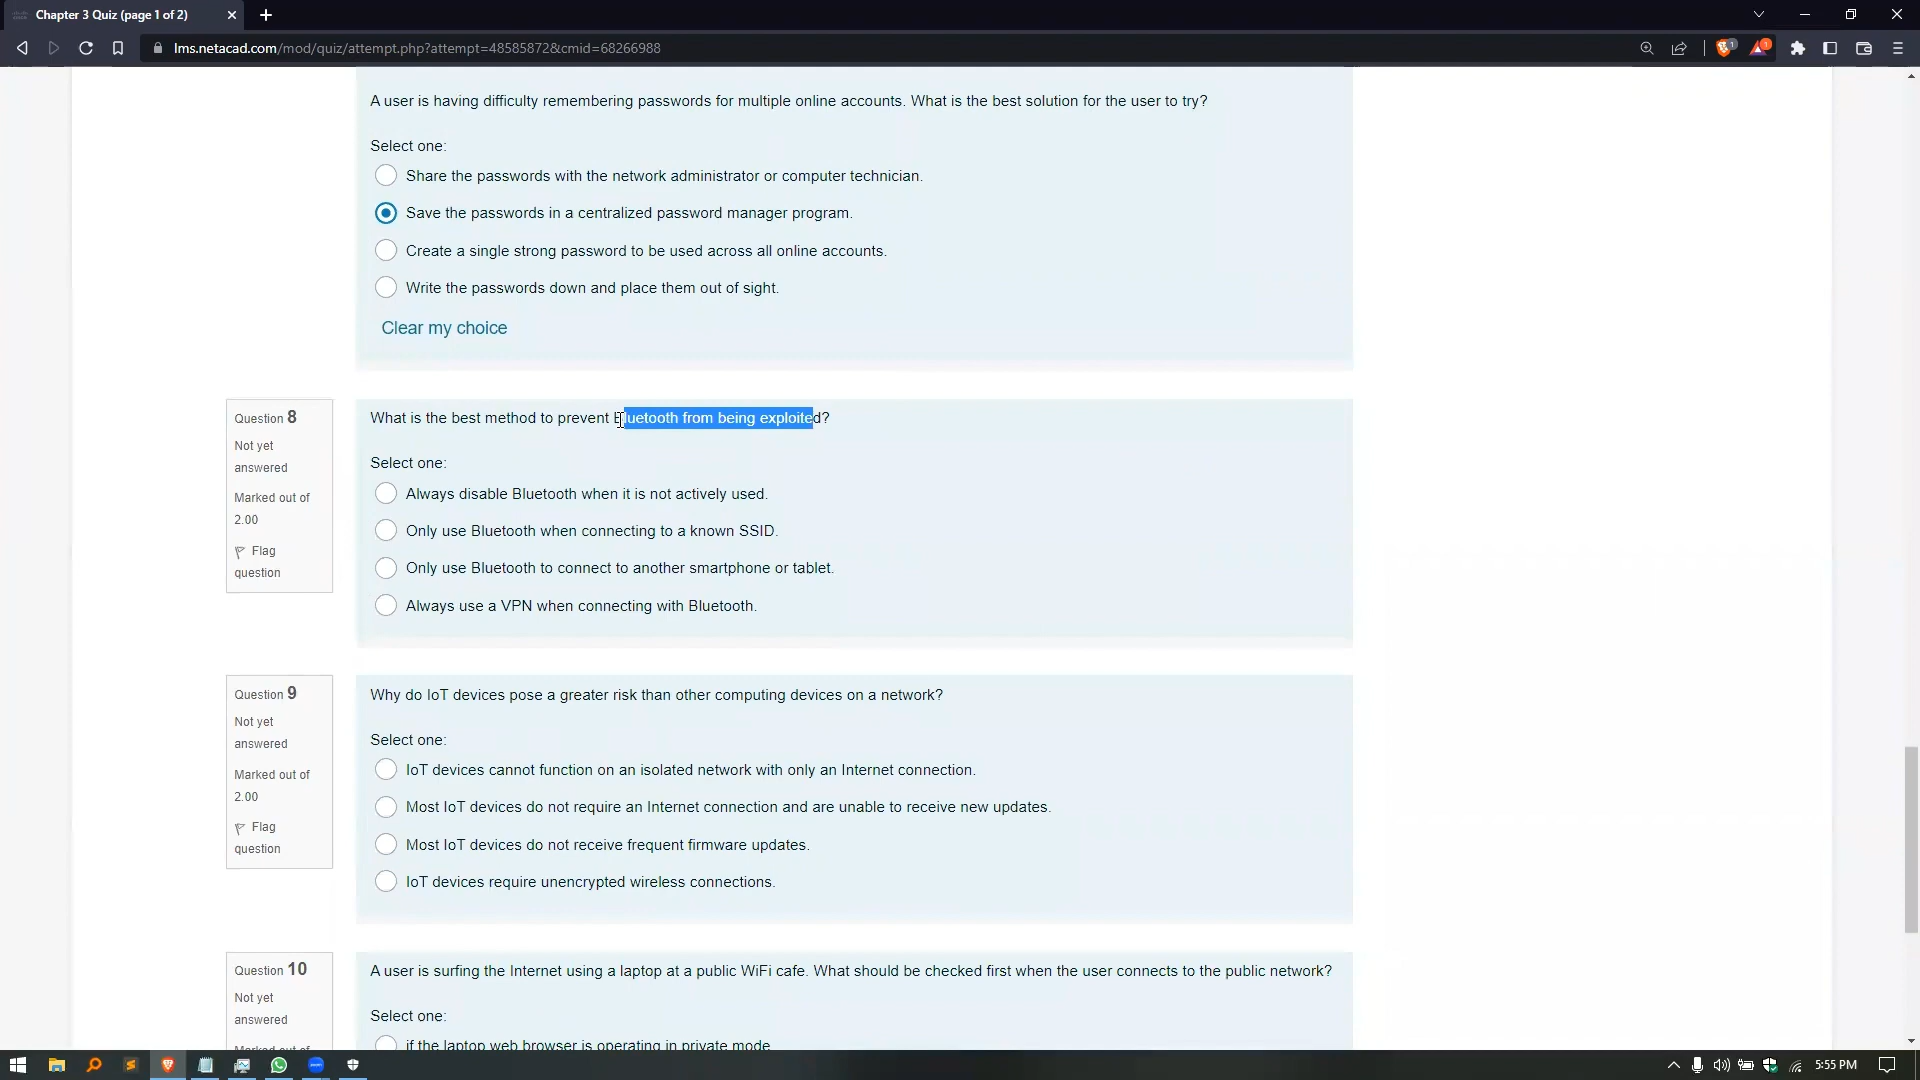 Chapter 3 Quiz (page 1 of 2)
lms.netacad.com/mod/quiz/attempt.php?attempt=48585872&cmid=68266988
A user is having difficulty remembering passwords for multiple online accounts. What is the best solution for the user to try?
Select one:
Share the passwords with the network administrator or computer technician.
Save the passwords in a centralized password manager program.
Create a single strong password to be used across all online accounts.
Write the passwords down and place them out of sight.
Clear my choice
Question 8
Not yet
answered
Marked out of
2.00
Flag
question
What is the best method to prevent Bluetooth from being exploited?
Select one:
Always disable Bluetooth when it is not actively used.
Only use Bluetooth when connecting to a known SSID.
Only use Bluetooth to connect to another smartphone or tablet.
Always use a VPN when connecting with Bluetooth.
Question 9
Not yet
answered
Marked out of
2.00
Flag
question
Why do IoT devices pose a greater risk than other computing devices on a network?
Select one:
IoT devices cannot function on an isolated network with only an Internet connection.
Most IoT devices do not require an Internet connection and are unable to receive new updates.
Most IoT devices do not receive frequent firmware updates.
IoT devices require unencrypted wireless connections.
Question 10
Not yet
answered
Marked out of
A user is surfing the Internet using a laptop at a public WiFi cafe. What should be checked first when the user connects to the public network?
Select one:
if the laptop web browser is operating in private mode
5:55 PM